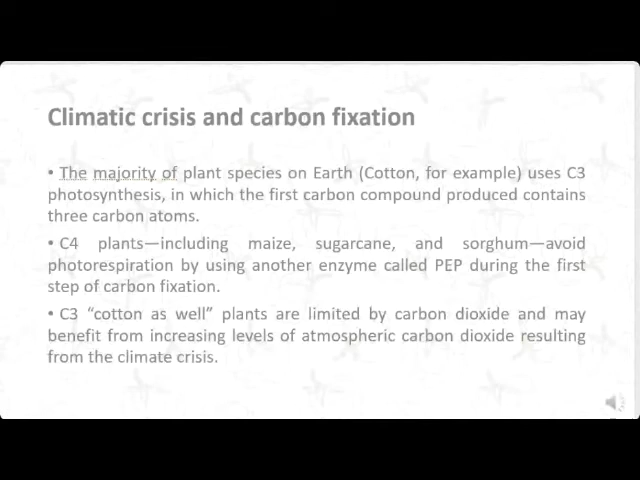 Climatic crisis and carbon fixation
• The majority of plant species on Earth (Cotton, for example) uses C3
photosynthesis, in which the first carbon compound produced contains
three carbon atoms.
• C4 plants—including maize, sugarcane, and sorghum—avoid
photorespiration by using another enzyme called PEP during the first
step of carbon fixation.
• C3 “cotton as well” plants are limited by carbon dioxide and may
benefit from increasing levels of atmospheric carbon dioxide resulting
from the climate crisis.